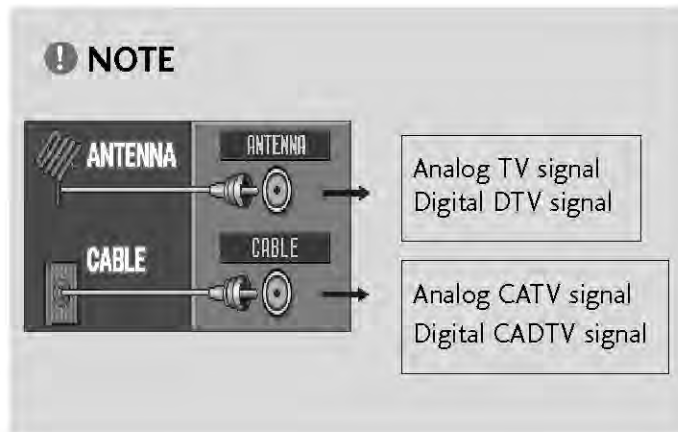 ! NOTE
ANTENNA
ANTENNA
Analog TV signal
Digital DTV signal
CABLE
CABLE
Analog CATV signal
Digital CADTV signal